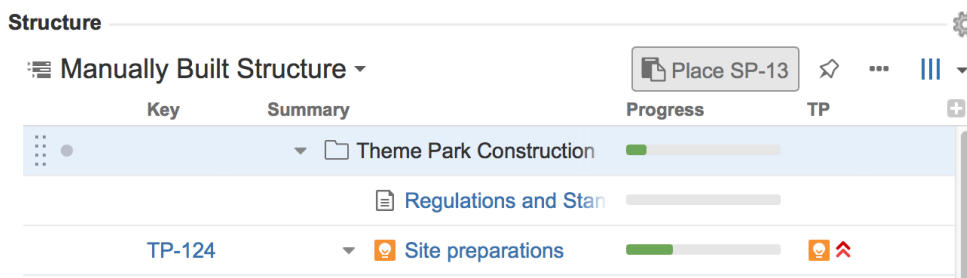 Structure
Manually Built Structure
Place SP-13
Key Summary Progress TP
Theme Park Construction
Regulations and Stan
TP-124 Site preparations